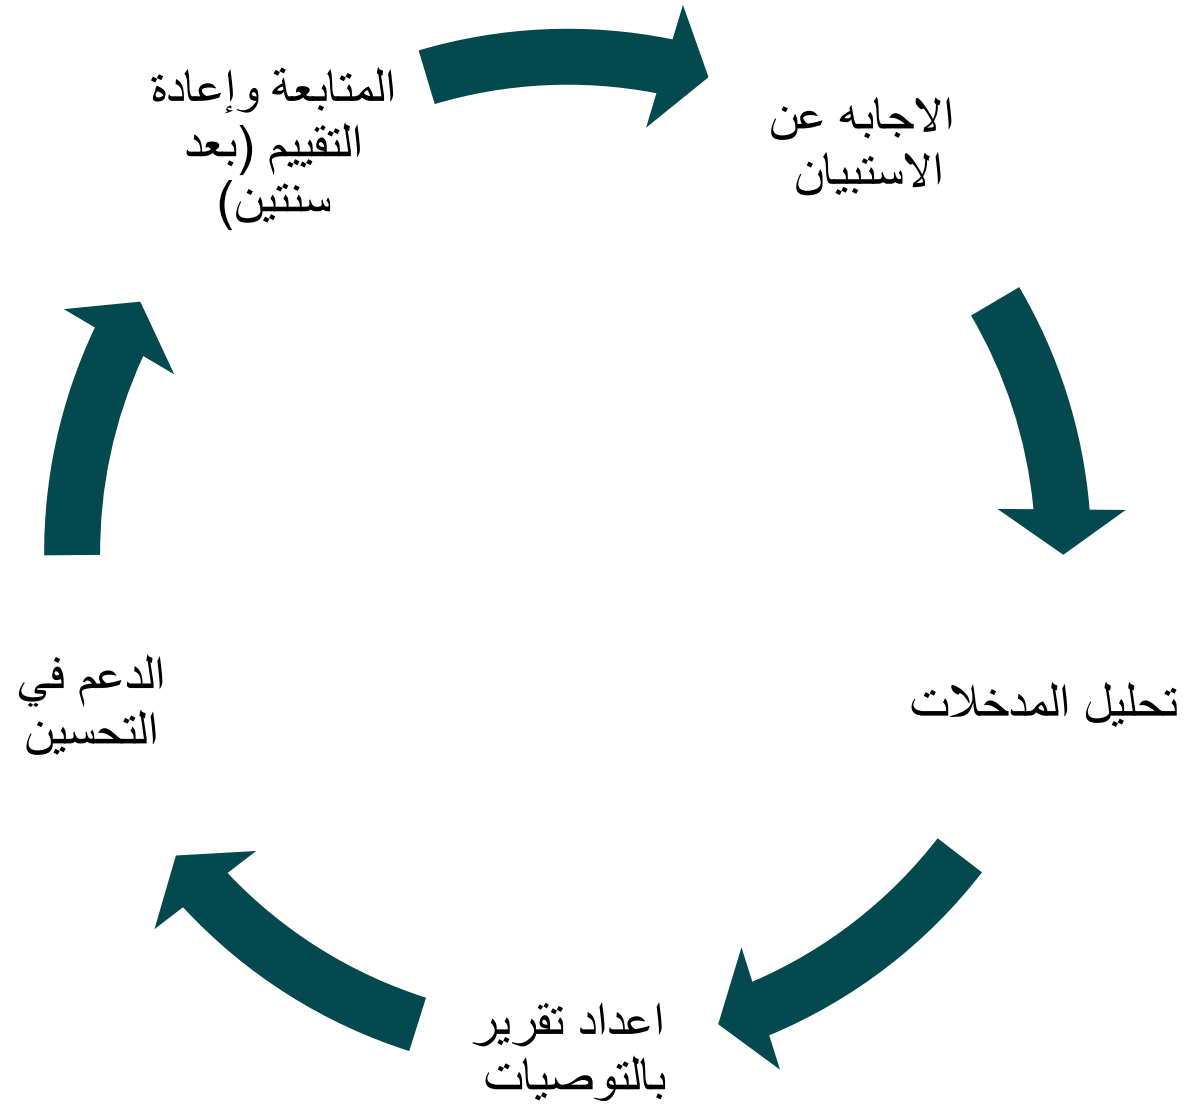 الاجابه عن
الاستبيان
تحليل المدخلات
اعداد تقرير
بالتوصيات
الدعم في
التحسين
المتابعة وإعادة
التقييم (بعد
سنتين)